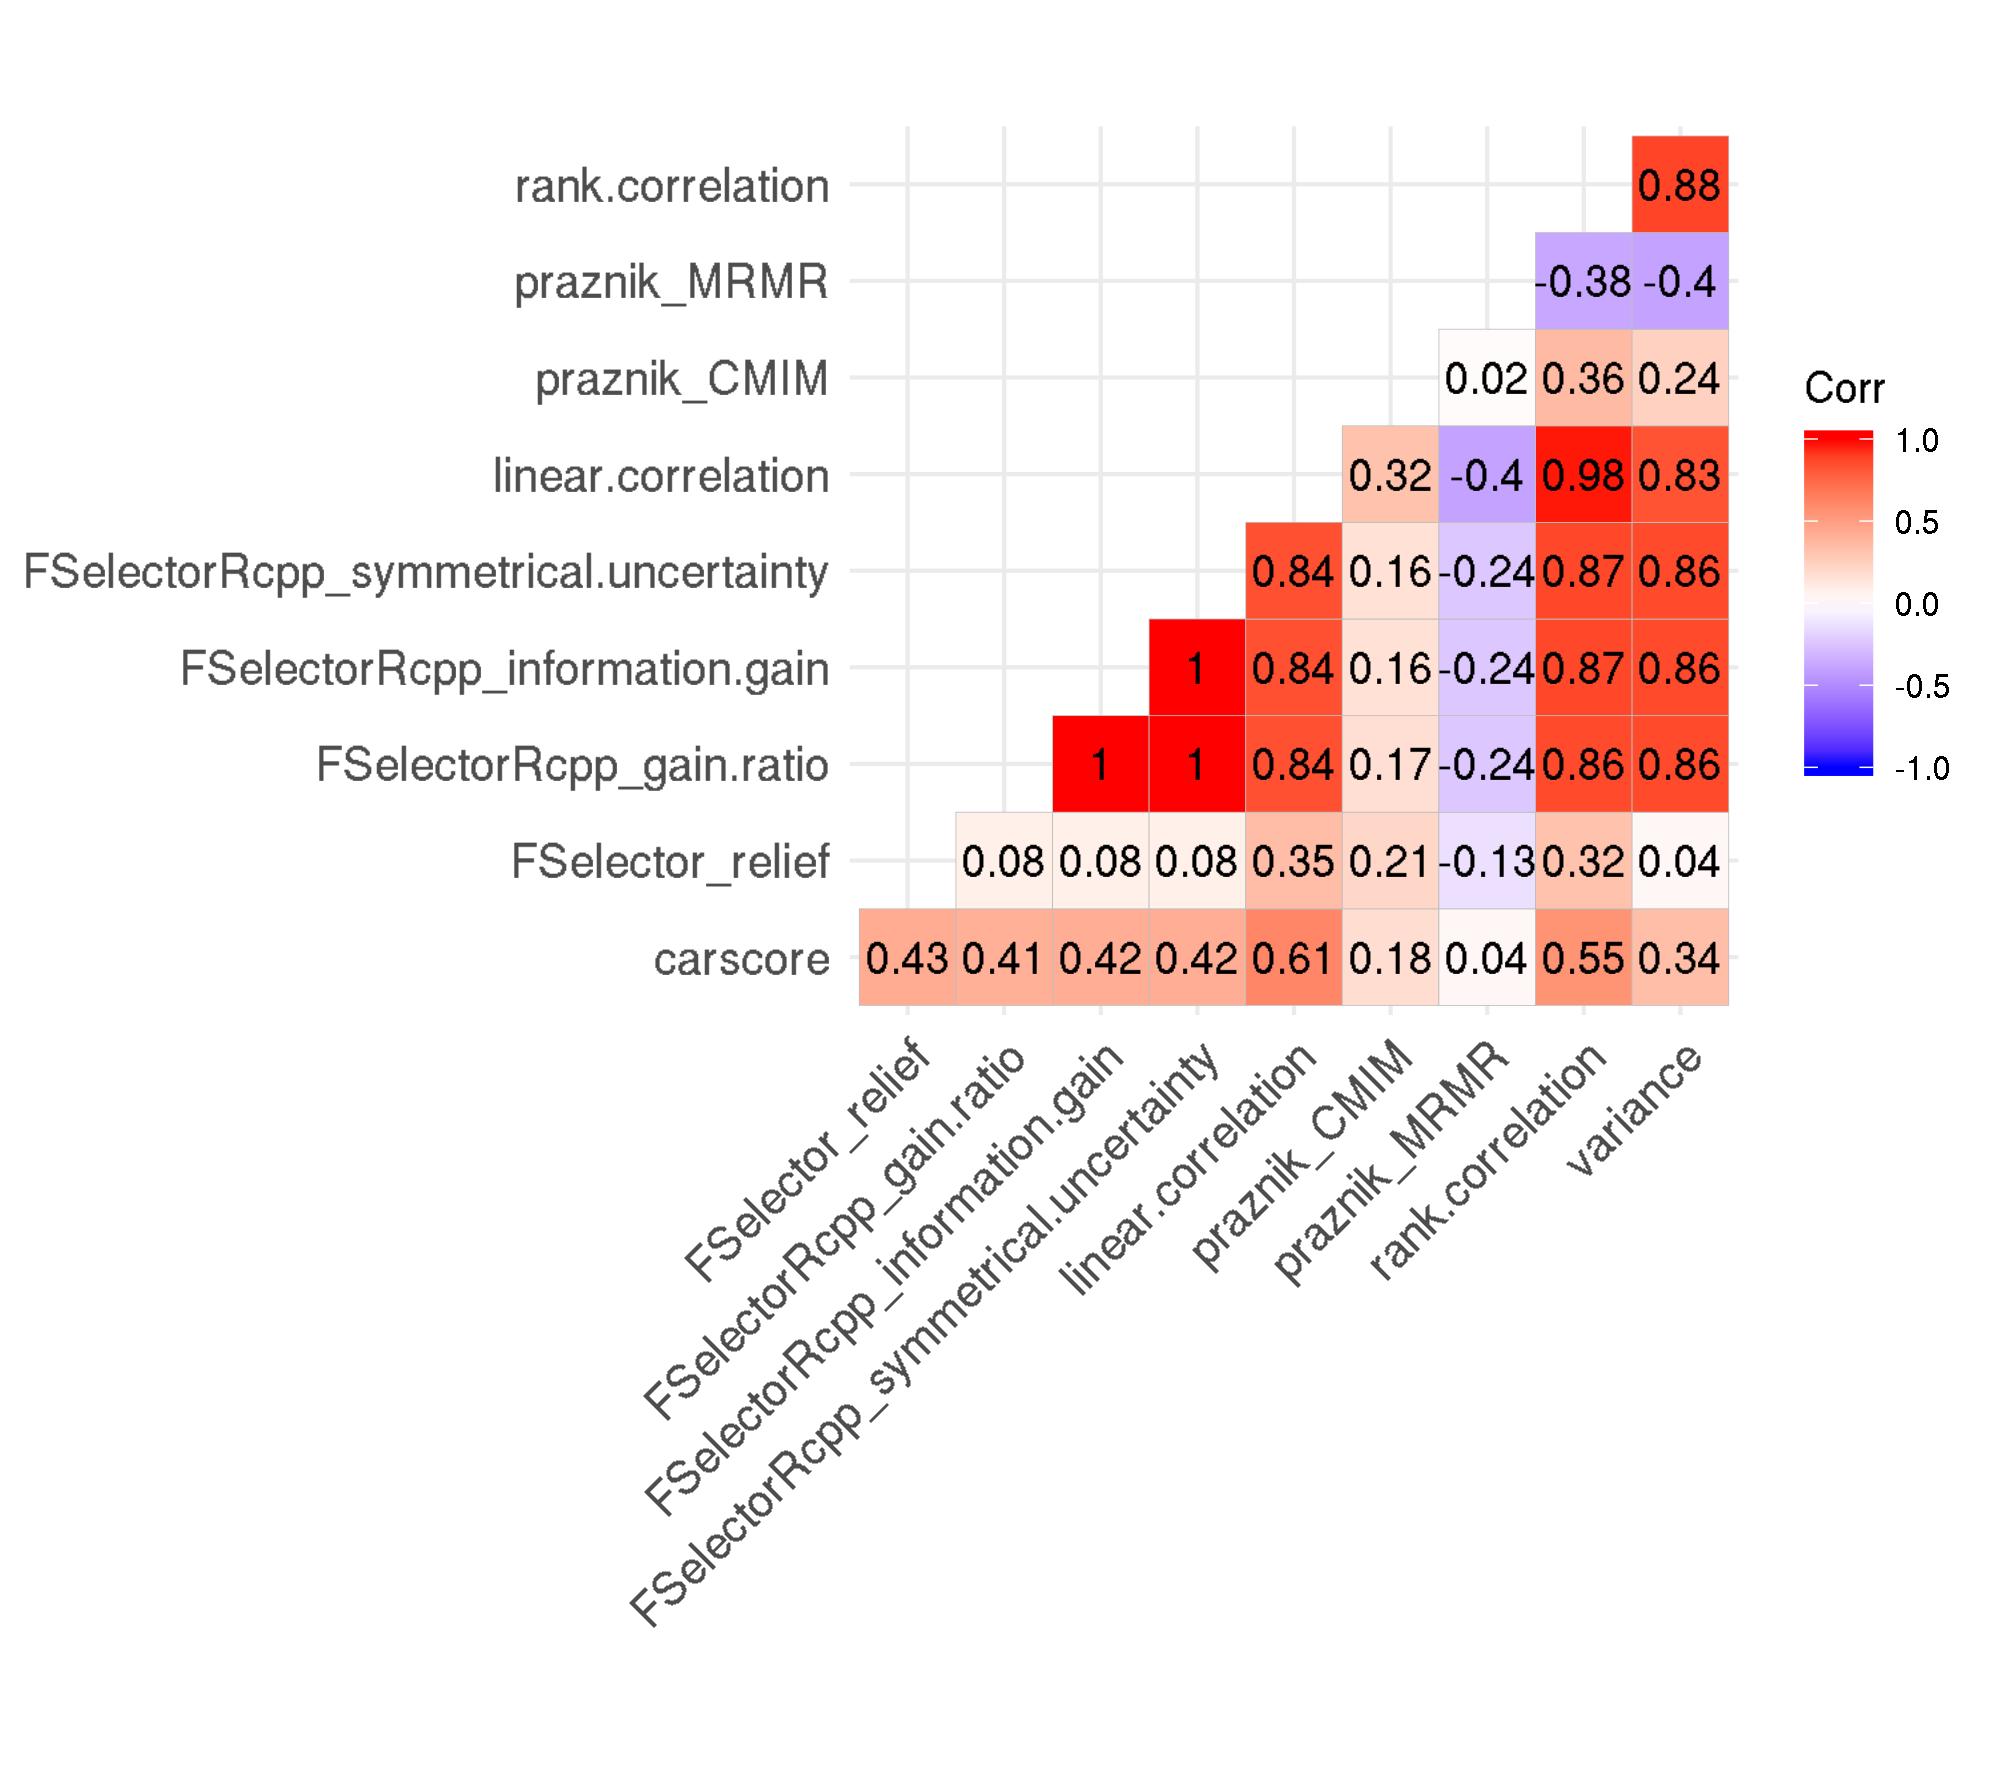 rank.correlation 0.88
praznik_MRMR -0.38 -0.4
praznik_CMIM 0.02 0.36 0.24
linear.correlation 0.32 -0.4 0.98 0.83
FSelectorRcpp_symmetrical.uncertainty 0.84 0.16 -0.24 0.87 0.86
FSelectorRcpp_information.gain 1 0.84 0.16 -0.24 0.87 0.86
FSelectorRcpp_gain.ratio 1 1 0.84 0.17 -0.24 0.86 0.86
FSelector_relief 0.08 0.08 0.08 0.35 0.21 -0.13 0.32 0.04
carscore 0.43 0.41 0.42 0.42 0.61 0.18 0.04 0.55 0.34
FSelector_relief
FSelectorRcpp_gain.ratio
FSelectorRcpp_information.gain
FSelectorRcpp_symmetrical.uncertainty
linear.correlation
praznik_CMIM
praznik_MRMR
rank.correlation
variance
Corr
1.0
0.5
0.0
-0.5
-1.0